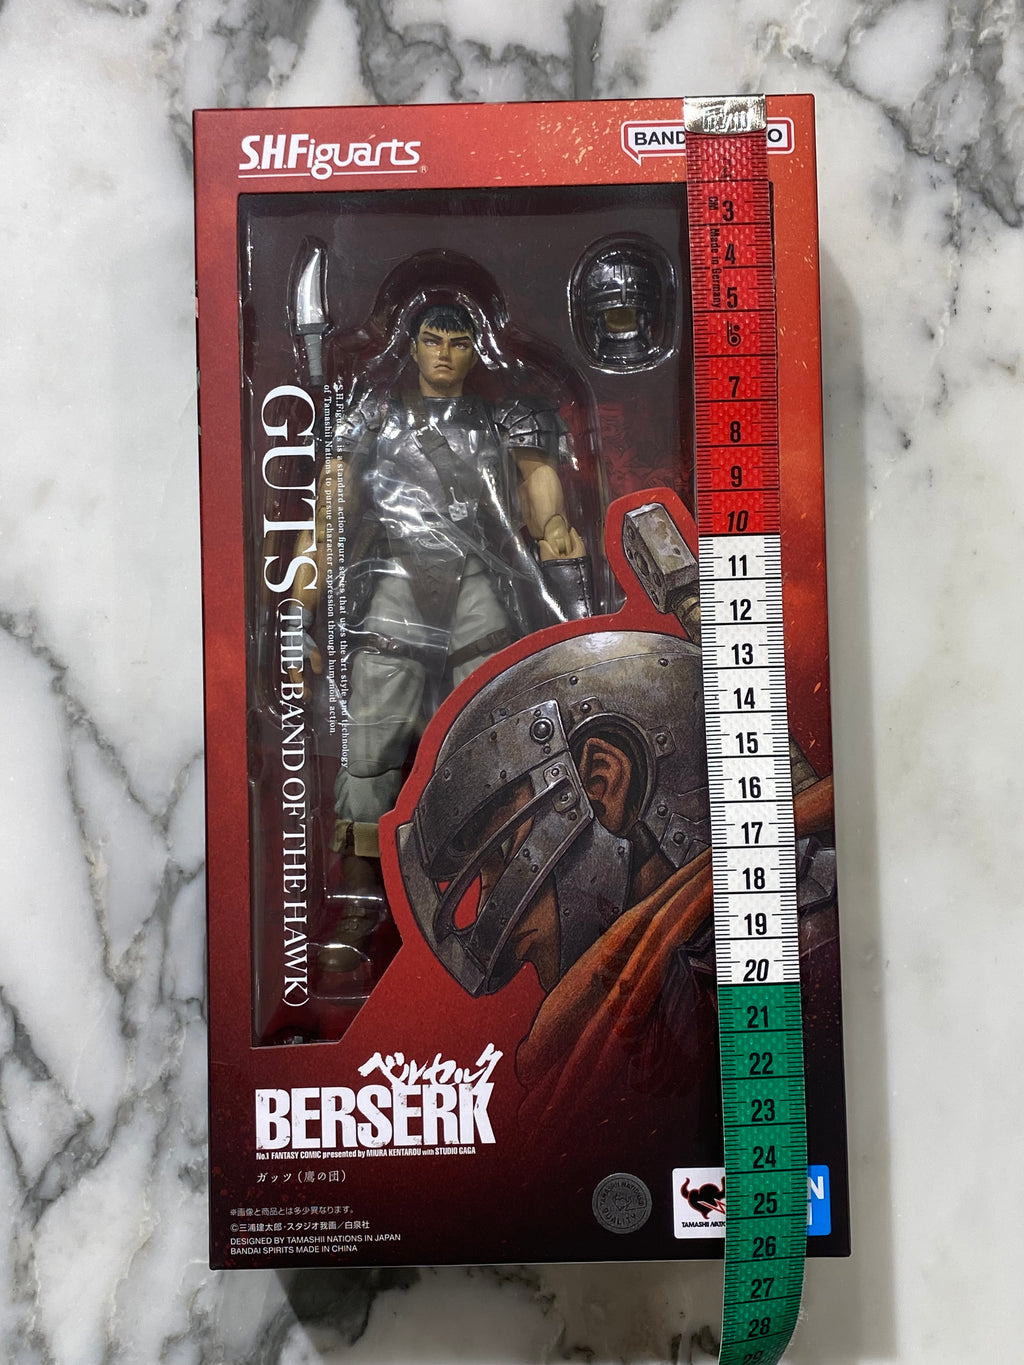 S.H.Figuarts®
BAND
O
GUTS (THE BAND OF THE HAWK)
S.H.Figuarts is a standard action figure series that uses the art style and technology
of Tamashii Nations to pursue character expression through humanoid action.
3
Made in Germany
4
5
6
7
8
9
10
11
12
13
14
15
16
17
18
19
20
21
22
23
24
25
26
27
28
29
ベルセルク
BERSERK
No.1 FANTASY COMIC presented by MIURA KENTAROU with STUDIO GAGA
ガッツ（鷹の団）
※画像と商品とは多少異なります。
©三浦建太郎・スタジオ我画／白泉社
DESIGNED BY TAMASHII NATIONS IN JAPAN
BANDAI SPIRITS MADE IN CHINA
TAMASHII NATIONS
QUALITY
TAMASHII NATIO
N